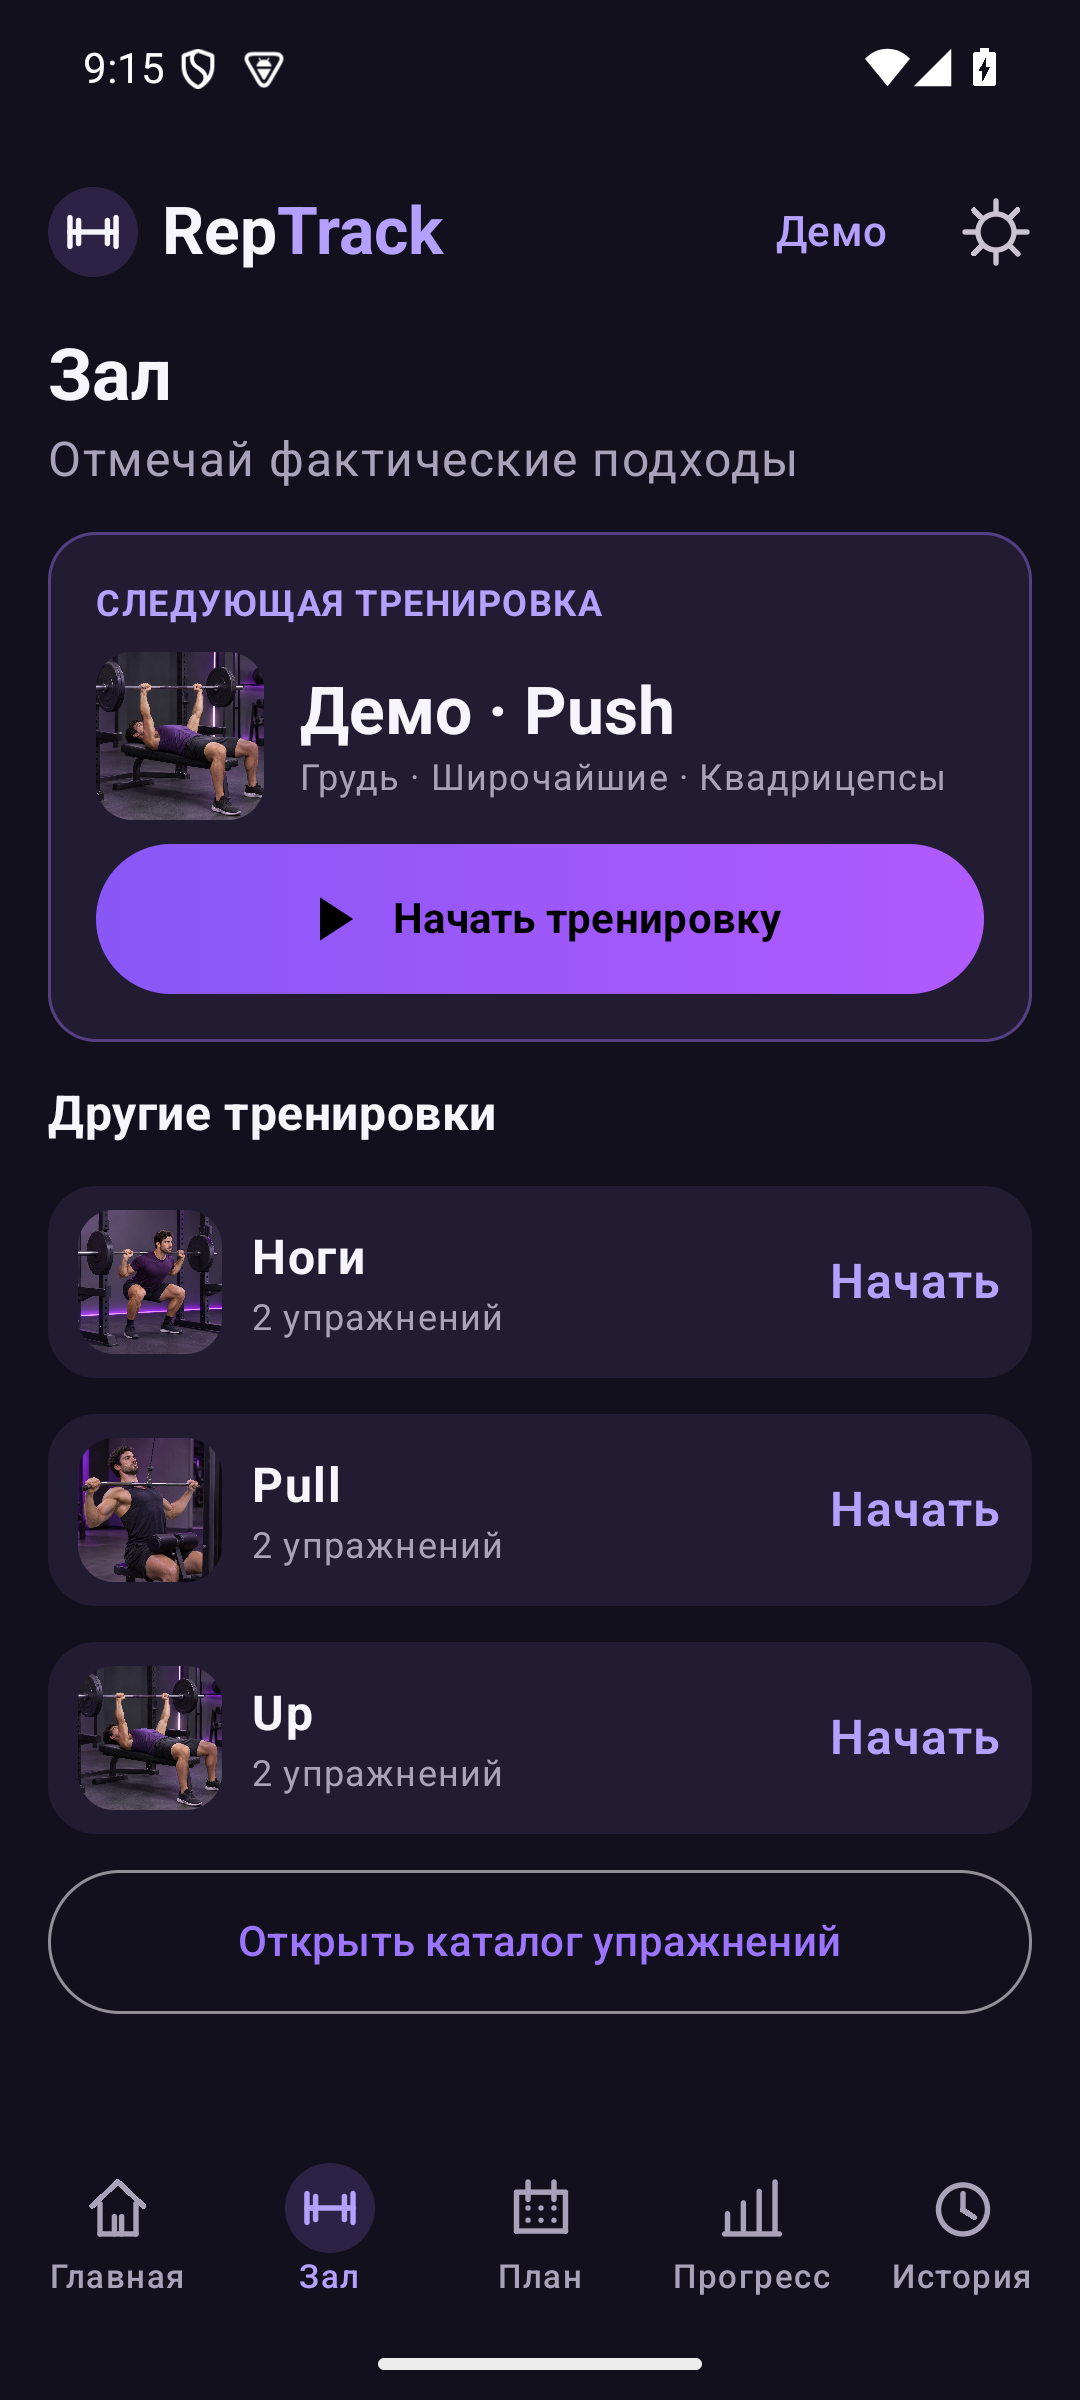 9:15
RepTrack
Демо
Зал
Отмечай фактические подходы
СЛЕДУЮЩАЯ ТРЕНИРОВКА
Демо · Push
Грудь · Широчайшие · Квадрицепсы
Начать тренировку
Другие тренировки
Ноги
2 упражнений
Начать
Pull
2 упражнений
Начать
Up
2 упражнений
Начать
Открыть каталог упражнений
Главная
Зал
План
Прогресс
История